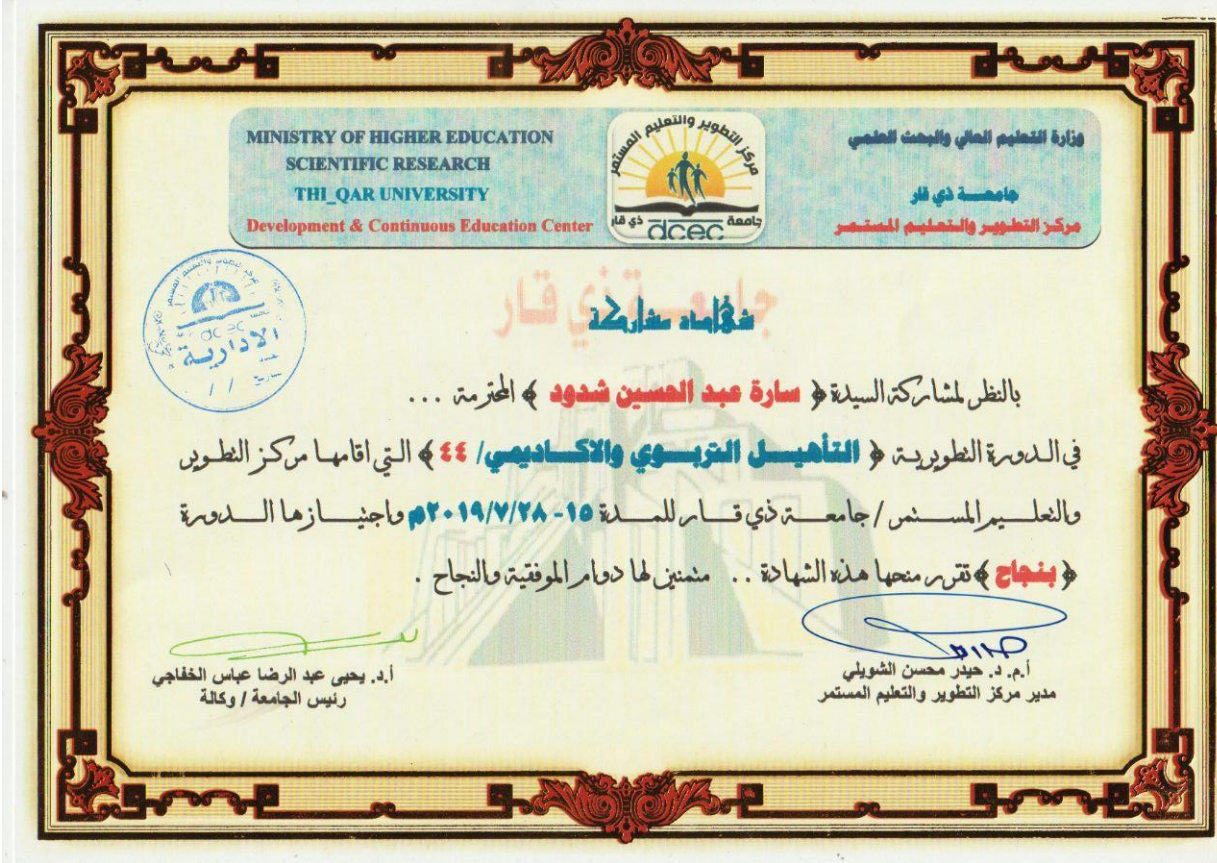 MINISTRY OF HIGHER EDUCATION
SCIENTIFIC RESEARCH
THI_QAR UNIVERSITY
Development & Continuous Education Center
مركز التطوير والتعليم المستمر
جامعة ذي قار
dcec
وزارة التعليم العالي والبحث العلمي
جامعـــة ذي قار
مركز التطوير والتعليم المستمر
جامعة ذي قار
dcec
الادارية
شهادة مشاركة
بالنظر لمشاركة السيدة ﴿ سارة عبد الحسين شدود ﴾ المحترمة ...
في الدورة التطويرية ﴿ التأهيل التربوي والاكاديمي/ ٤٤ ﴾ التي اقامها مركز التطوير
والتعليم المستمر / جامعة ذي قار للمدة ١٥- ٢٠١٩/٧/٢٨م واجتيازها الدورة
﴿ بنجاح ﴾ تقرر منحها هذه الشهادة .. متمنين لها دوام الموفقية والنجاح .
أ.م. د. حيدر محسن الشويلي
مدير مركز التطوير والتعليم المستمر
أ.د. يحيى عبد الرضا عباس الخفاجي
رئيس الجامعة / وكالة